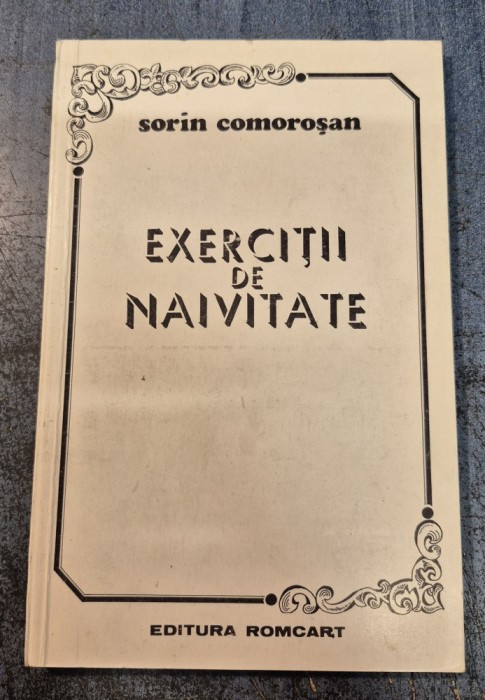 sorin comoroșan
EXERCIȚII
DE
NAIVITATE
EDITURA ROMCART